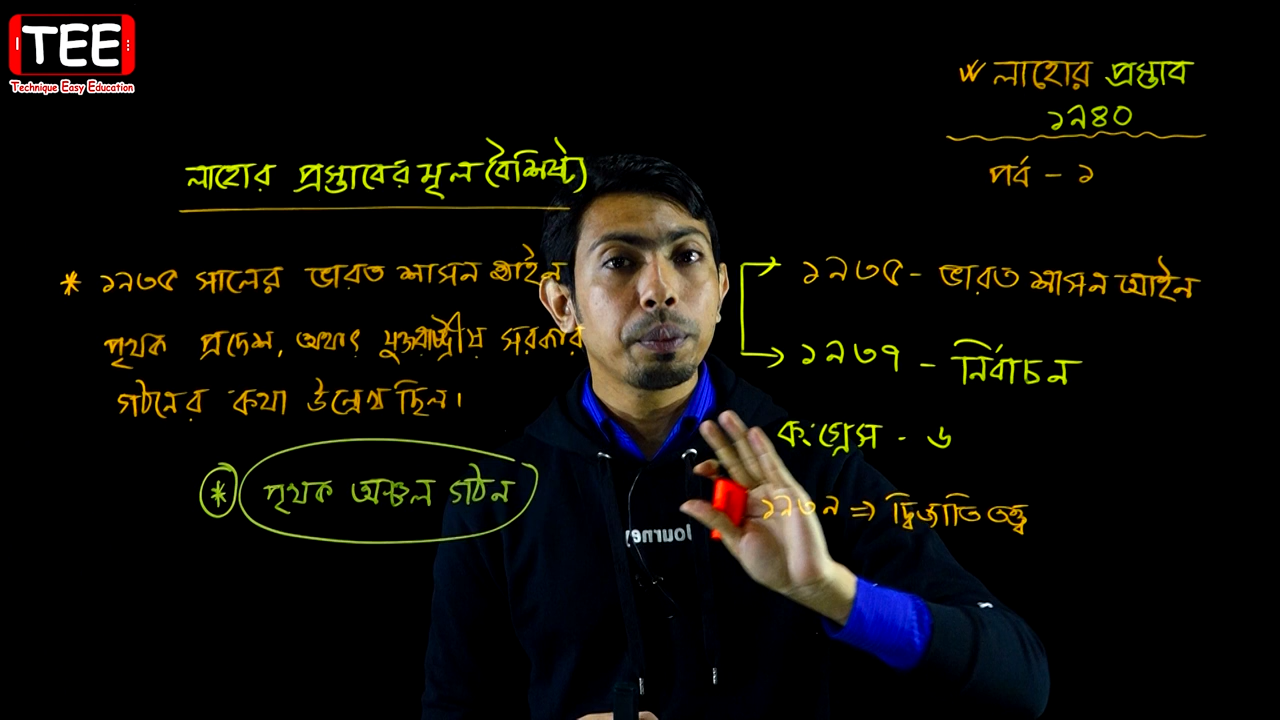 TEE
Technique Easy Education
✓ লাহোর প্রস্তাব
১৯৪০
পর্ব - ১
লাহোর প্রস্তাবের মূল বৈশিষ্ট্য
* ১৯৩৫ সালের ভারত শাসন আইন
পৃথক প্রদেশ, অর্থাৎ যুক্তরাষ্ট্রীয় সরকার
গঠনের কথা উল্লেখ ছিল।
* পৃথক অঞ্চল গঠন
১৯৩৫ - ভারত শাসন আইন
১৯৩৭ - নির্বাচন
কংগ্রেস - ৬
১৯৩৯ ⇒ দ্বিজাতি তত্ত্ব
Journey